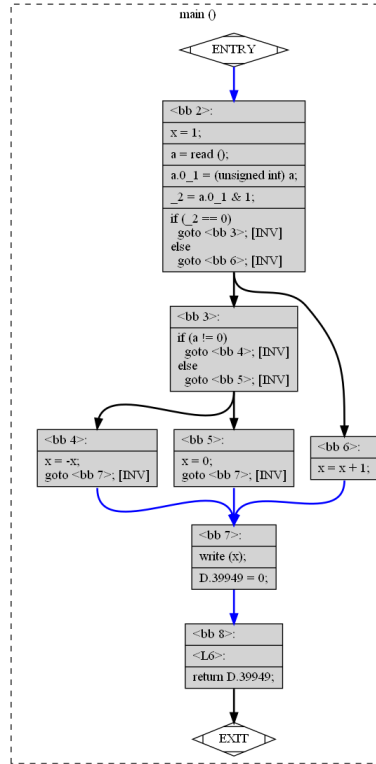 main ()
ENTRY
<bb 2>:
x = 1;
a = read ();
a.0_1 = (unsigned int) a;
_2 = a.0_1 & 1;
if (_2 == 0)
goto <bb 3>; [INV]
else
goto <bb 6>; [INV]
<bb 3>:
if (a != 0)
goto <bb 4>; [INV]
else
goto <bb 5>; [INV]
<bb 4>:
x = -x;
goto <bb 7>; [INV]
<bb 5>:
x = 0;
goto <bb 7>; [INV]
<bb 6>:
x = x + 1;
<bb 7>:
write (x);
D.39949 = 0;
<bb 8>:
<L6>:
return D.39949;
EXIT